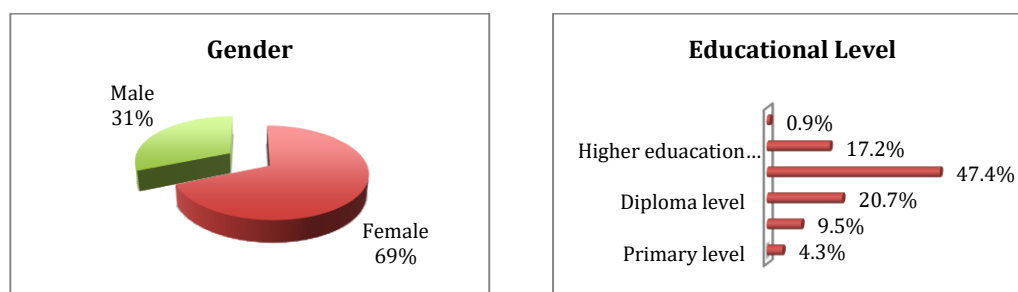 Gender
Male
31%
Female
69%
Educational Level
0.9%
Higher eduacation...
17.2%
47.4%
Diploma level
20.7%
9.5%
Primary level
4.3%